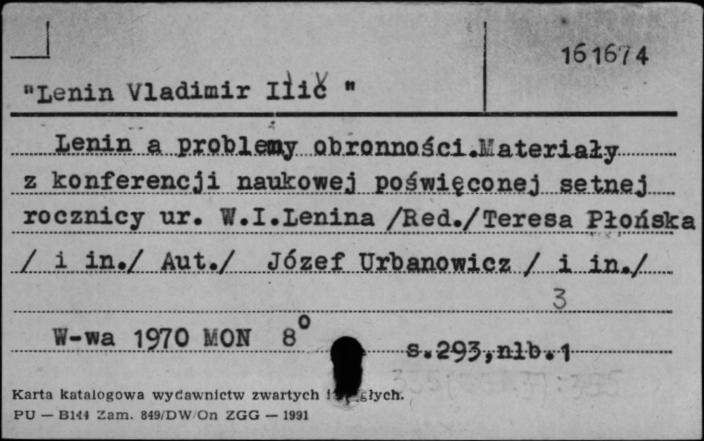 161674
"Lenin Vladimir Ilič "
Lenin a problemy obronności.Materiały
z konferencji naukowej poświęconej setnej
rocznicy ur. W.I.Lenina /Red./Teresa Płońska
/ i in./ Aut./ Józef Urbanowicz / i in./
3
W-wa 1970 MON 8°
s.293,nlb.1
Karta katalogowa wydawnictw zwartych
PU — B144 Zam. 849/DW/On ZGG — 1991